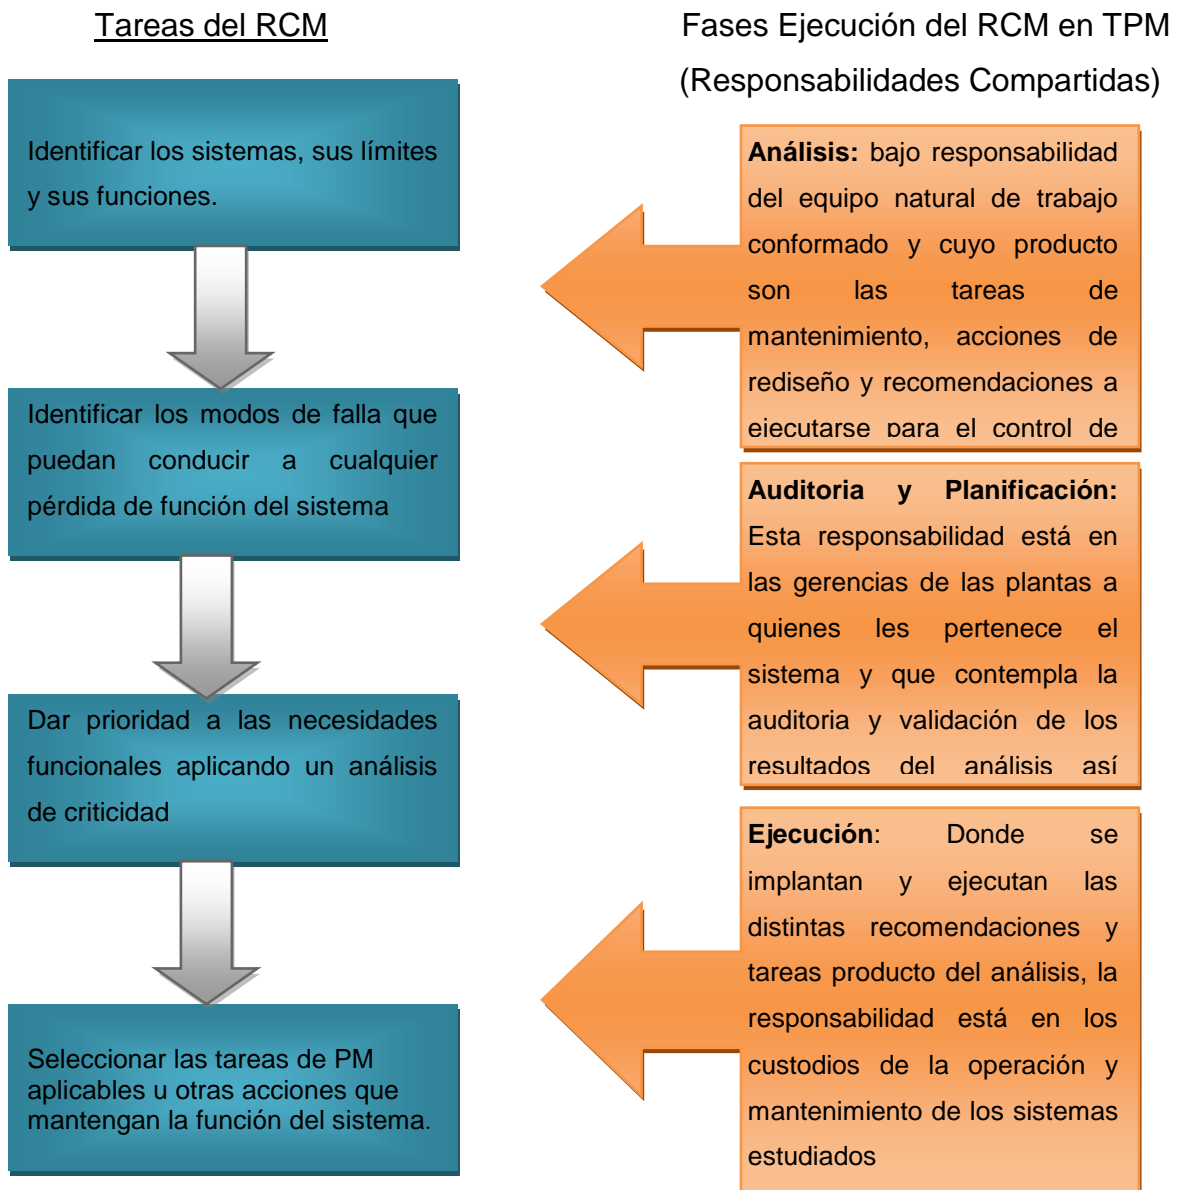 Tareas del RCM
Identificar los sistemas, sus límites
y sus funciones.
Identificar los modos de falla que
puedan conducir a cualquier
pérdida de función del sistema
Dar prioridad a las necesidades
funcionales aplicando un análisis
de criticidad
Seleccionar las tareas de PM
aplicables u otras acciones que
mantengan la función del sistema.
Fases Ejecución del RCM en TPM
(Responsabilidades Compartidas)
Análisis: bajo responsabilidad
del equipo natural de trabajo
conformado y cuyo producto
son las tareas de
mantenimiento, acciones de
rediseño y recomendaciones a
ejecutarse para el control de
Auditoria y Planificación:
Esta responsabilidad está en
las gerencias de las plantas a
quienes les pertenece el
sistema y que contempla la
auditoria y validación de los
resultados del análisis así
Ejecución: Donde se
implantan y ejecutan las
distintas recomendaciones y
tareas producto del análisis, la
responsabilidad está en los
custodios de la operación y
mantenimiento de los sistemas
estudiados